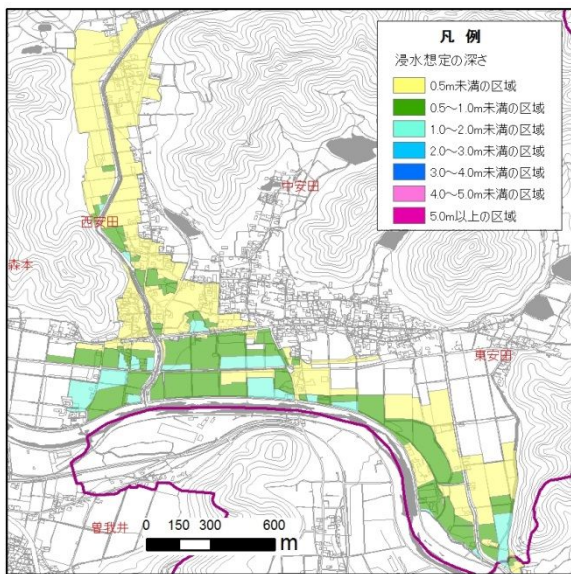 凡 例
浸水想定の深さ
0.5m未満の区域
0.5～1.0m未満の区域
1.0～2.0m未満の区域
2.0～3.0m未満の区域
3.0～4.0m未満の区域
4.0～5.0m未満の区域
5.0m以上の区域
中安田
西安田
森本
東安田
曽我井
0 150 300 600
m